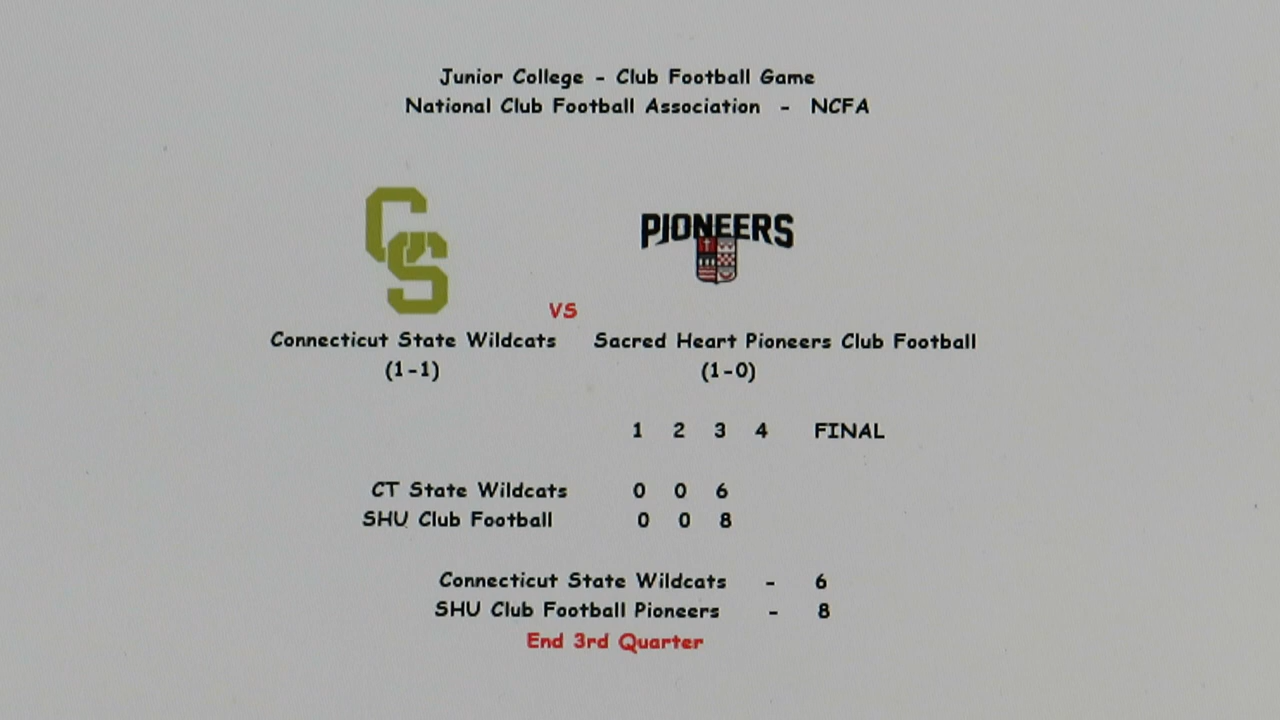 Junior College - Club Football Game
National Club Football Association - NCFA
CS
PIONEERS
VS
Connecticut State Wildcats Sacred Heart Pioneers Club Football
(1-1) (1-0)
1 2 3 4 FINAL
CT State Wildcats 0 0 6
SHU Club Football 0 0 8
Connecticut State Wildcats - 6
SHU Club Football Pioneers - 8
End 3rd Quarter